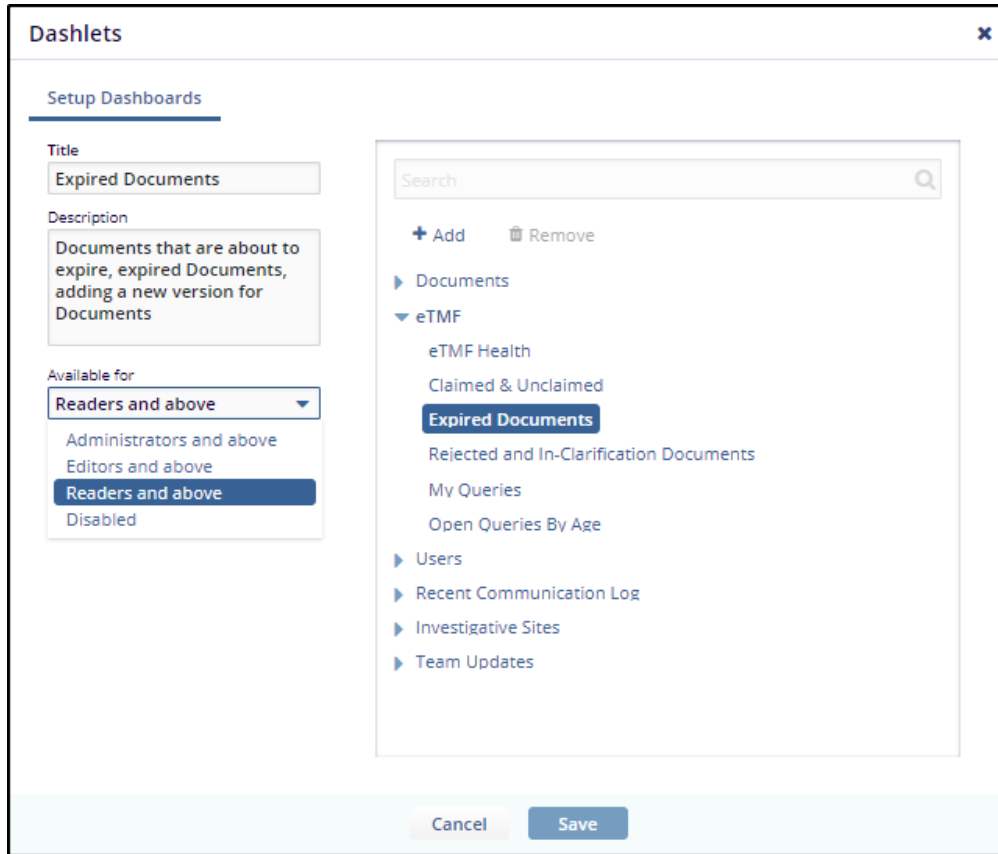 Dashlets
Setup Dashboards
Title
Expired Documents
Description
Documents that are about to
expire, expired Documents,
adding a new version for
Documents
Available for
Readers and above
Administrators and above
Editors and above
Readers and above
Disabled
Search
Add Remove
Documents
eTMF
eTMF Health
Claimed & Unclaimed
Expired Documents
Rejected and In-Clarification Documents
My Queries
Open Queries By Age
Users
Recent Communication Log
Investigative Sites
Team Updates
Cancel Save